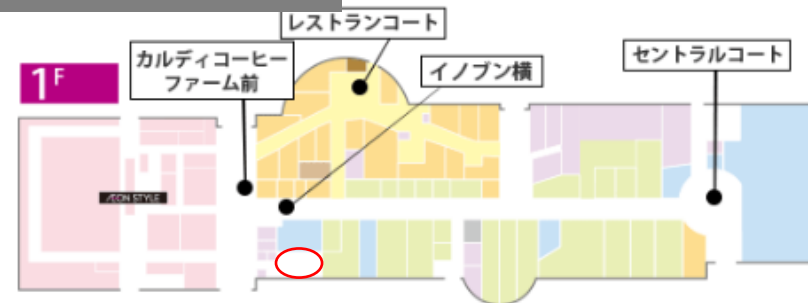 レストランコート
カルディコーヒー
ファーム前
イノブン横
セントラルコート
1F
ÆON STYLE